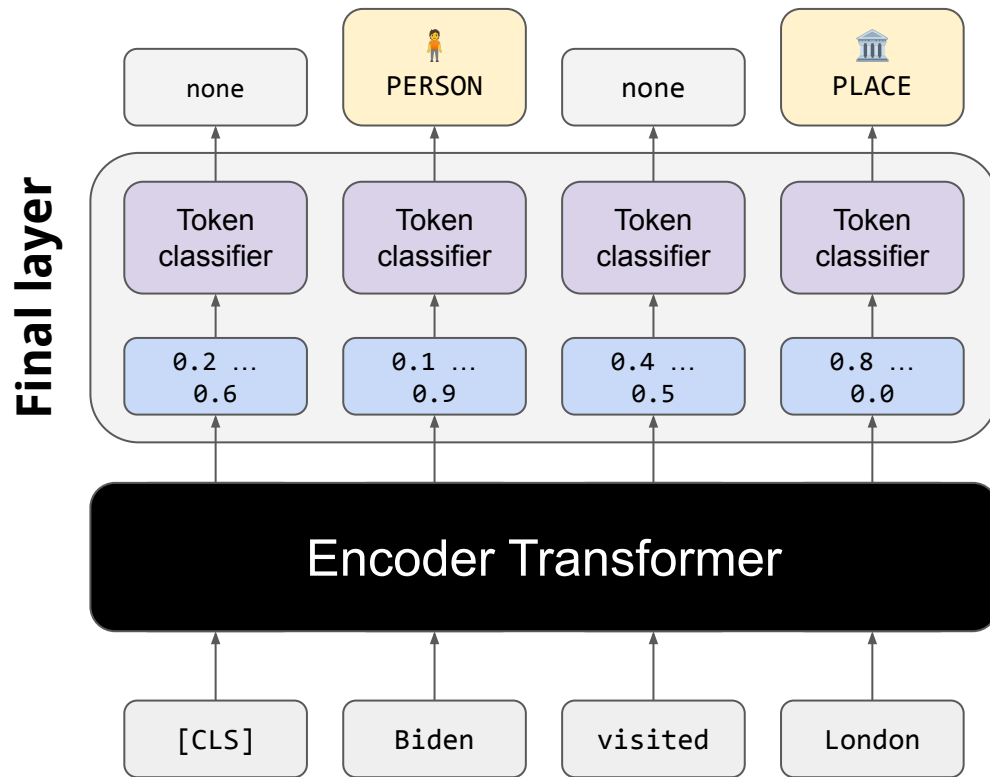 none
PERSON
none
PLACE
Final layer
Token
classifier
Token
classifier
Token
classifier
Token
classifier
0.2 …
0.6
0.1 …
0.9
0.4 …
0.5
0.8 …
0.0
Encoder Transformer
[CLS]
Biden
visited
London